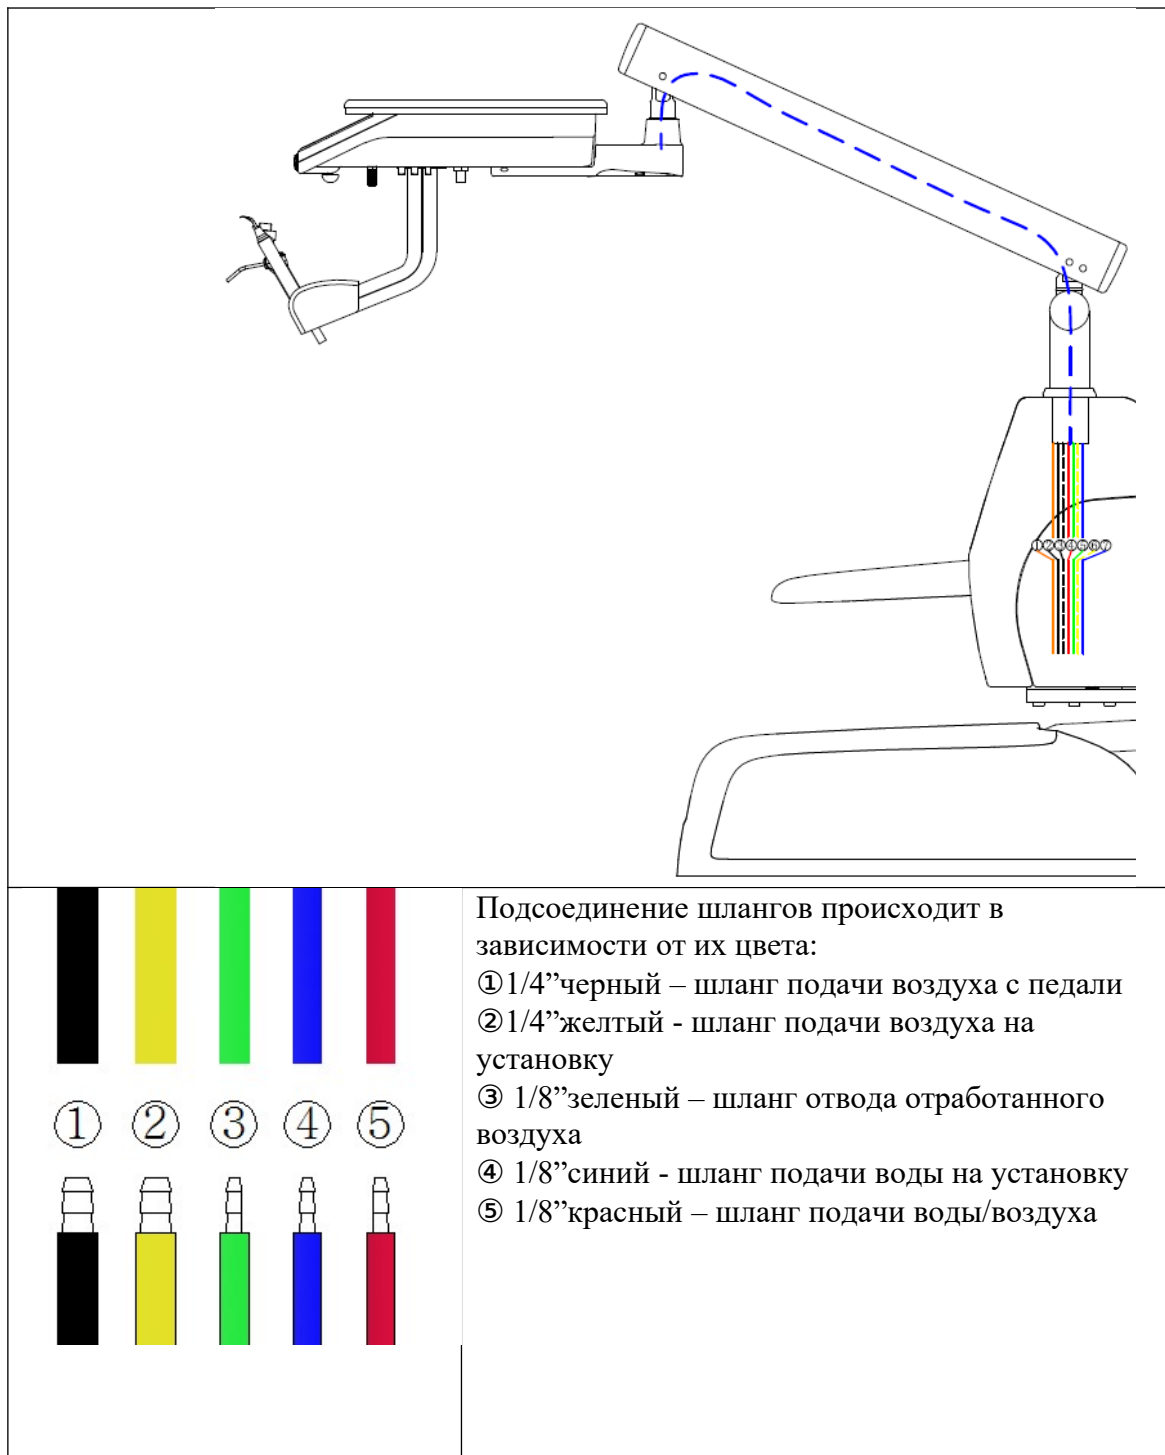 ①②③④⑤⑥⑦
① ② ③ ④ ⑤
Подсоединение шлангов происходит в
зависимости от их цвета:
①1/4”черный – шланг подачи воздуха с педали
②1/4”желтый - шланг подачи воздуха на
установку
③ 1/8”зеленый – шланг отвода отработанного
воздуха
④ 1/8”синий - шланг подачи воды на установку
⑤ 1/8”красный – шланг подачи воды/воздуха